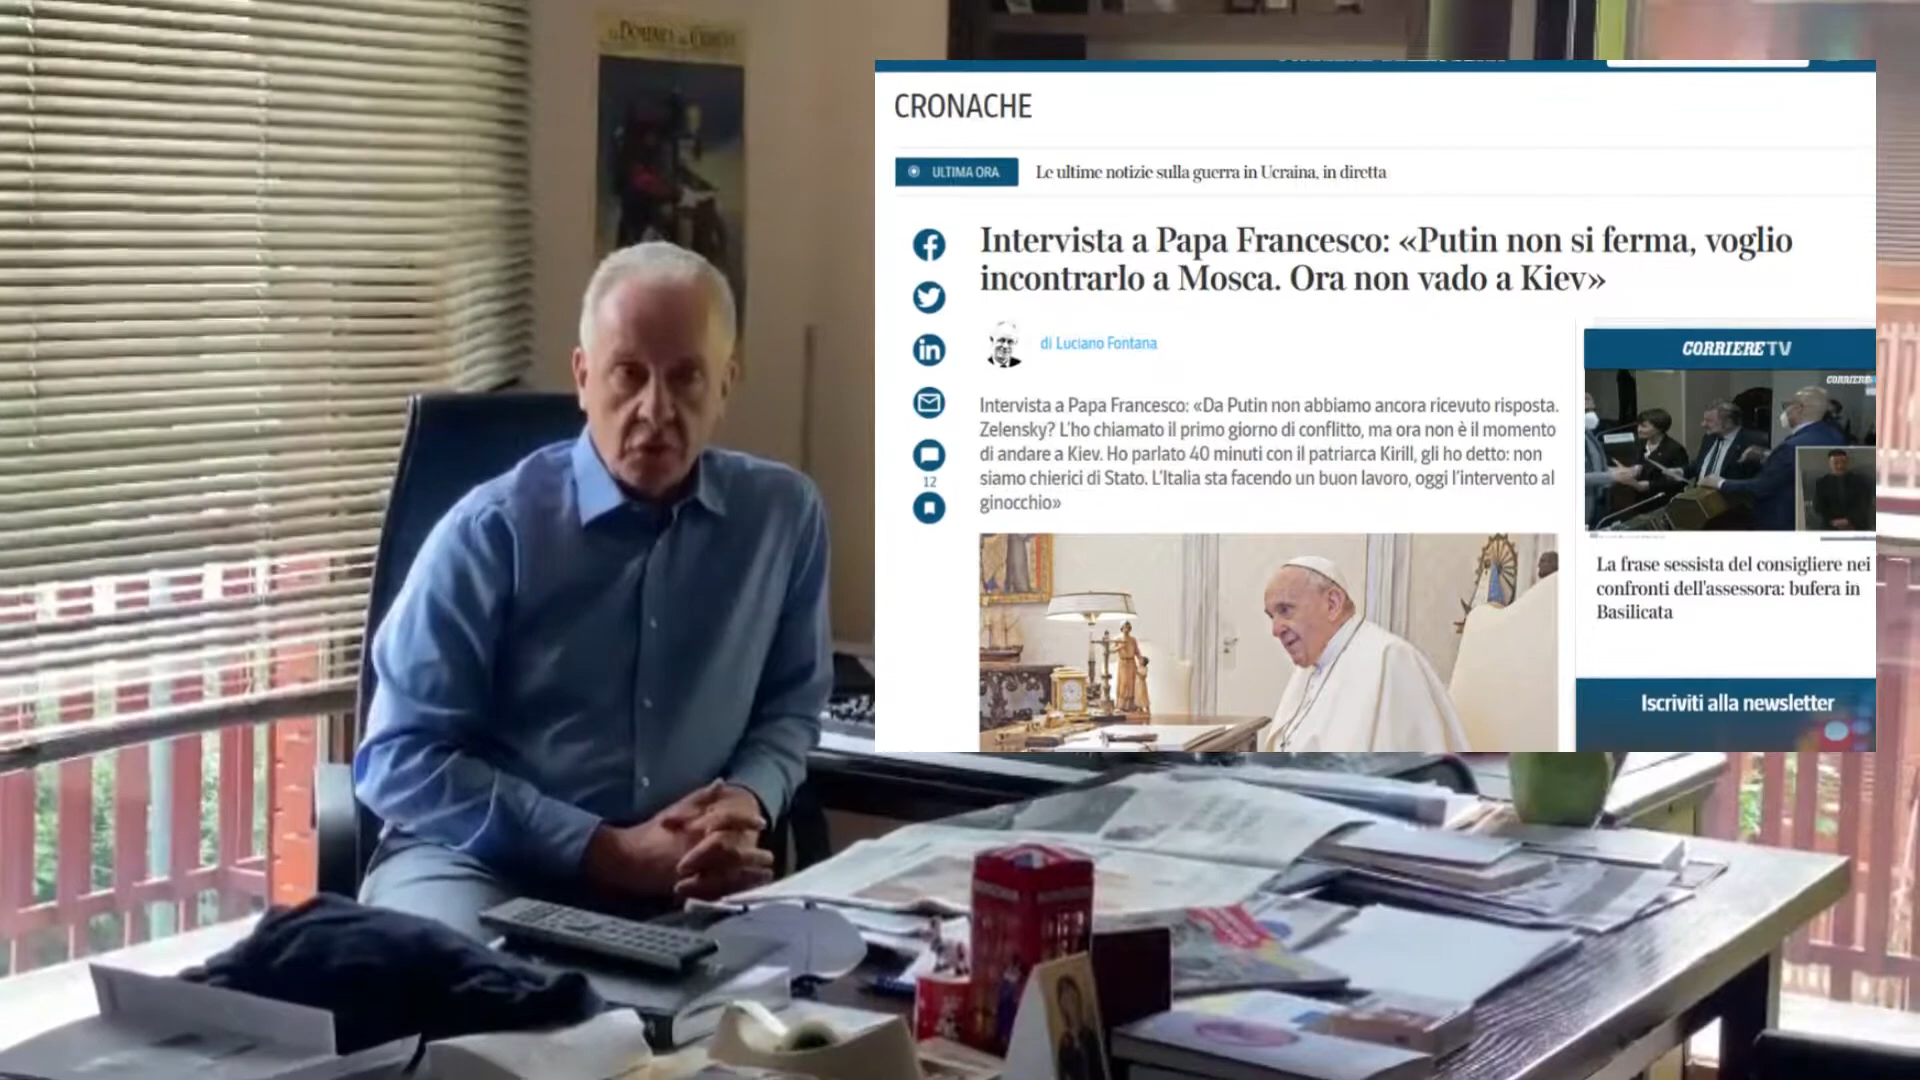 CRONACHE
ULTIMA ORA
Le ultime notizie sulla guerra in Ucraina, in diretta
Intervista a Papa Francesco: «Putin non si ferma, voglio
incontrarlo a Mosca. Ora non vado a Kiev»
di Luciano Fontana
Intervista a Papa Francesco: «Da Putin non abbiamo ancora ricevuto risposta.
Zelensky? L'ho chiamato il primo giorno di conflitto, ma ora non è il momento
di andare a Kiev. Ho parlato 40 minuti con il patriarca Kirill, gli ho detto: non
siamo chierici di Stato. L'Italia sta facendo un buon lavoro, oggi l'intervento al
ginocchio»
12
CORRIERE TV
La frase sessista del consigliere nei
confronti dell'assessora: bufera in
Basilicata
Iscriviti alla newsletter